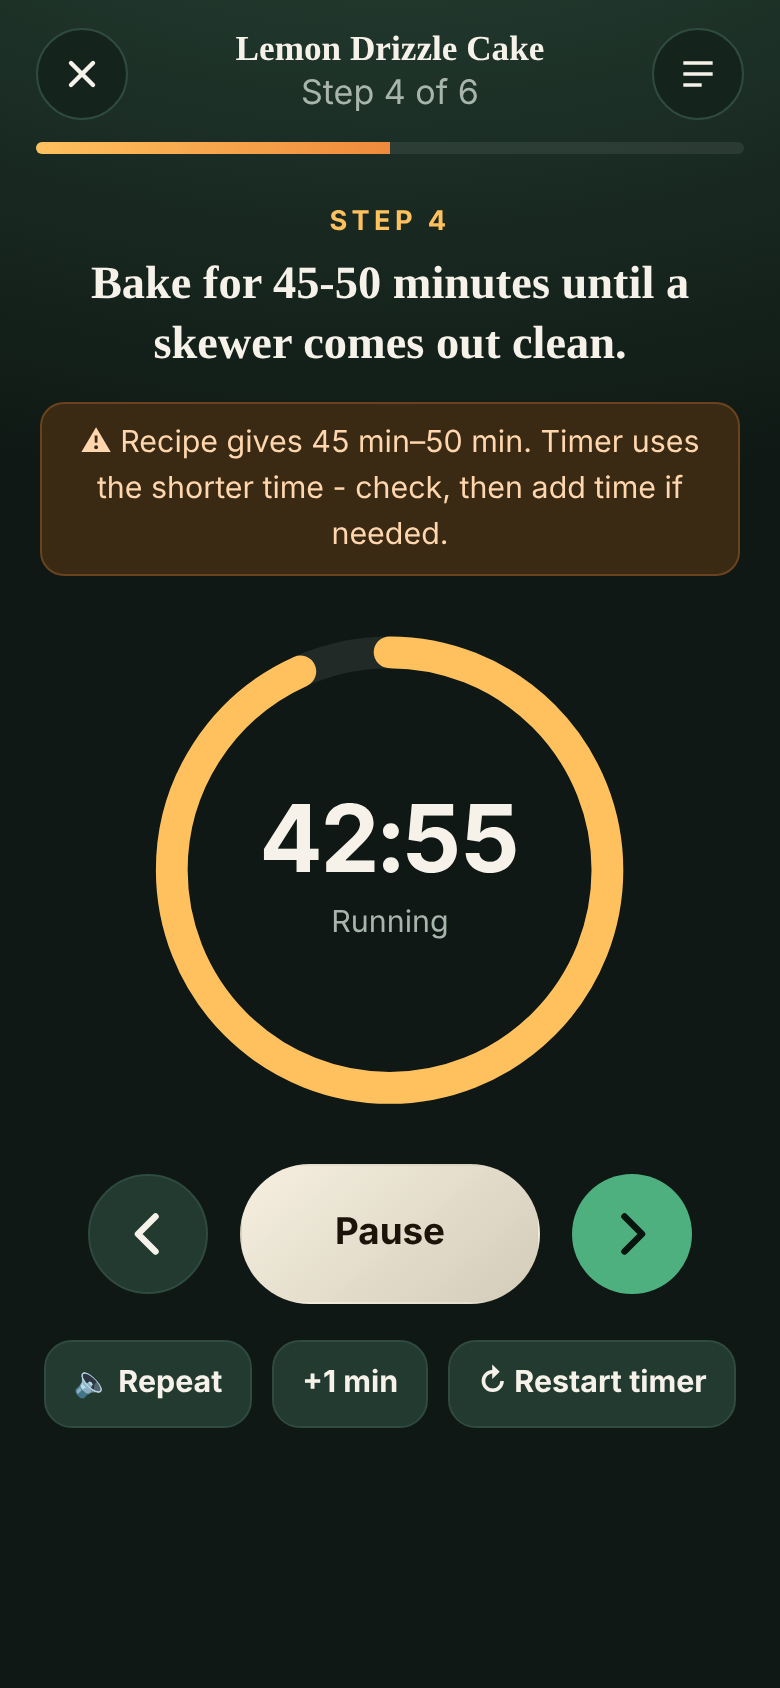 Lemon Drizzle Cake
Step 4 of 6
STEP 4
Bake for 45-50 minutes until a
skewer comes out clean.
⚠ Recipe gives 45 min–50 min. Timer uses
the shorter time - check, then add time if
needed.
42:55
Running
Pause
🔈 Repeat
+1 min
↻ Restart timer